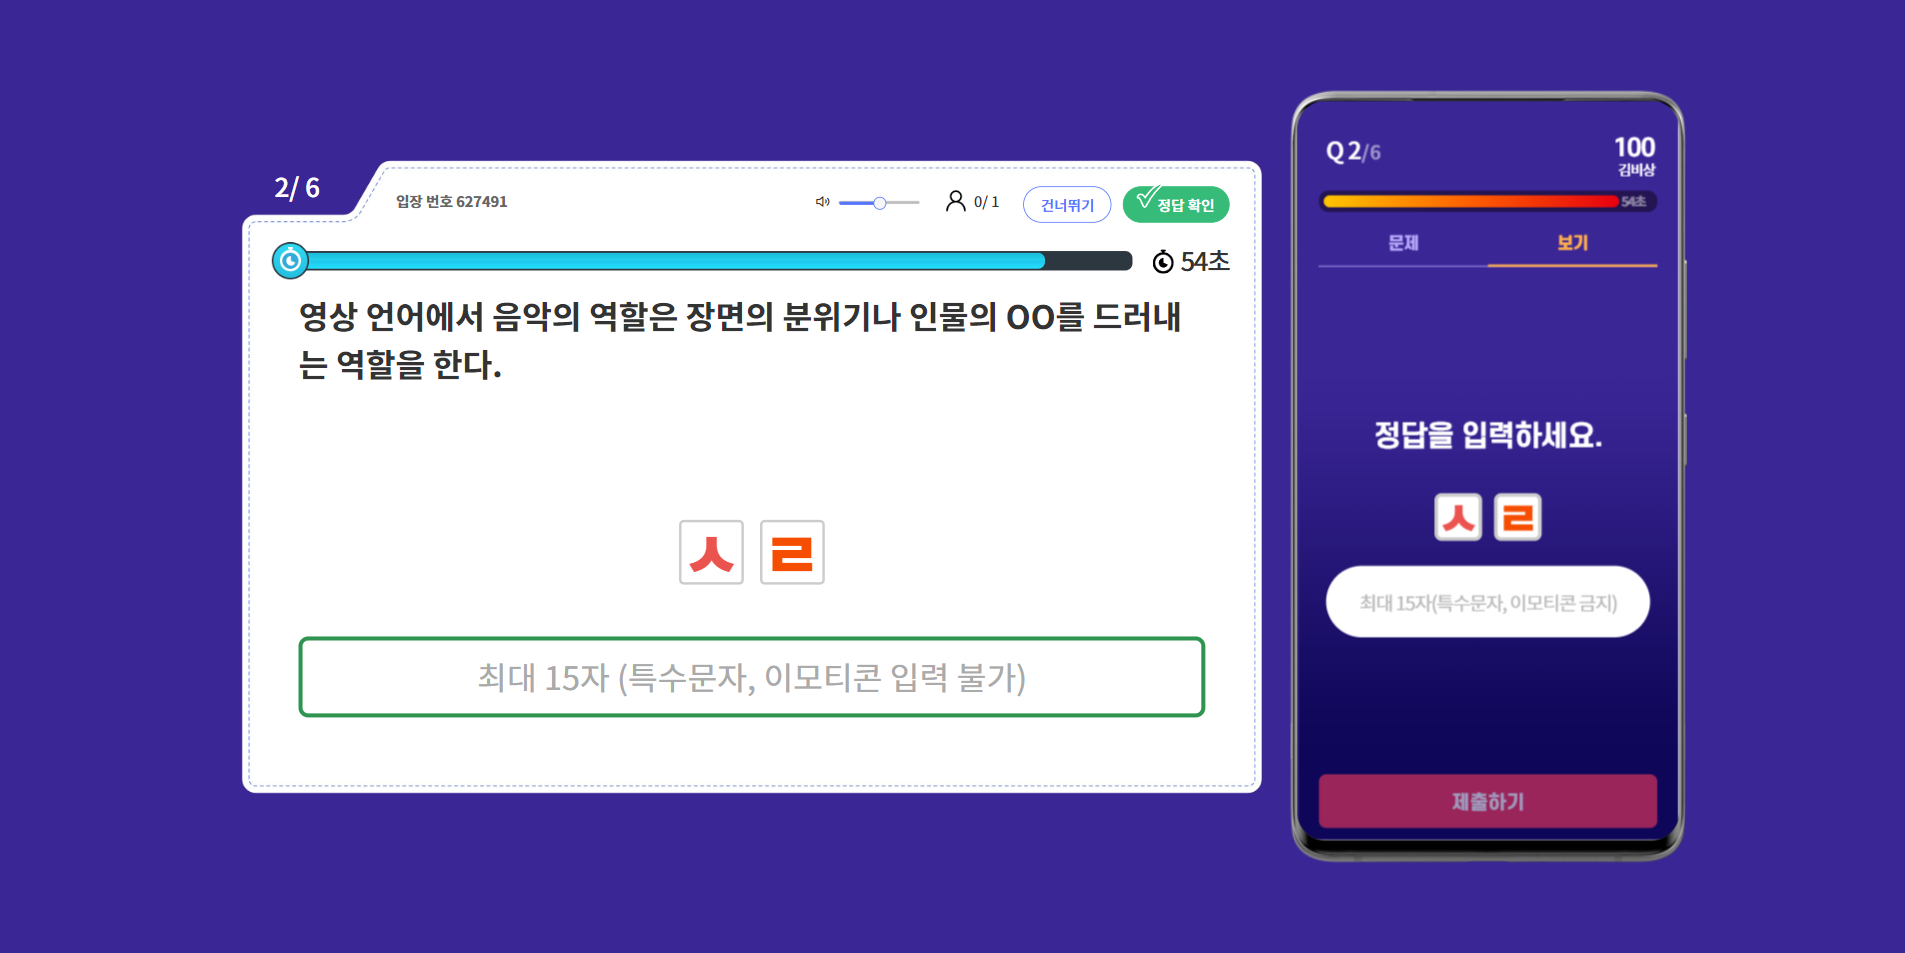 2/ 6
입장 번호 627491
0/ 1
건너뛰기
정답 확인
54초
영상 언어에서 음악의 역할은 장면의 분위기나 인물의 OO를 드러내
는 역할을 한다.
ㅅ ㄹ
최대 15자 (특수문자, 이모티콘 입력 불가)
Q 2/6
100
김비상
54초
문제
보기
정답을 입력하세요.
ㅅ ㄹ
최대 15자(특수문자, 이모티콘 금지)
제출하기